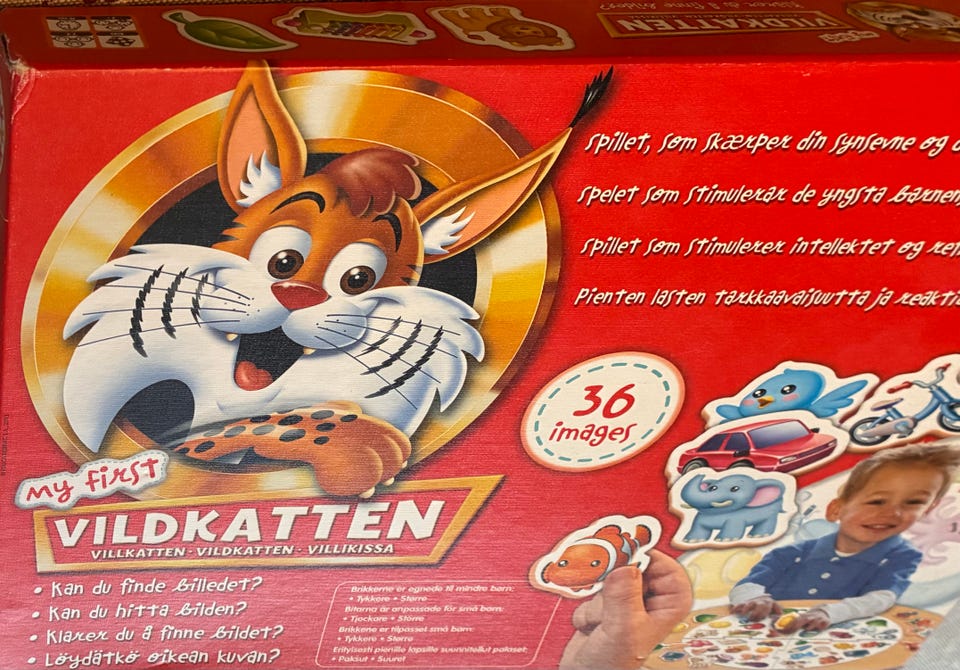 VILDKATTEN
Spillet, som skærper din synsevne og
Spelet som stimulerar de yngsta barnen
Spillet som stimulerer intellektet og
Pienten lasten tarkkaavaisuutta ja
36
images
My first
VILDKATTEN
VILLKATTEN · VILDKATTEN · VILLIKISSA
• Kan du finde billedet?
• Kan du hitta bilden?
• Klarer du å finne bildet?
• Löydätkö oikean kuvan?
Brikkerne er egnede til mindre børn:
• Tykkere • Større
Bitarna är anpassade för små barn:
• Tjockare • Större
Brikkene er tilpasset små barn:
• Tykkere • Større
Erityisesti pienille lapsille suunnitellut palaset:
• Paksut • Suuret